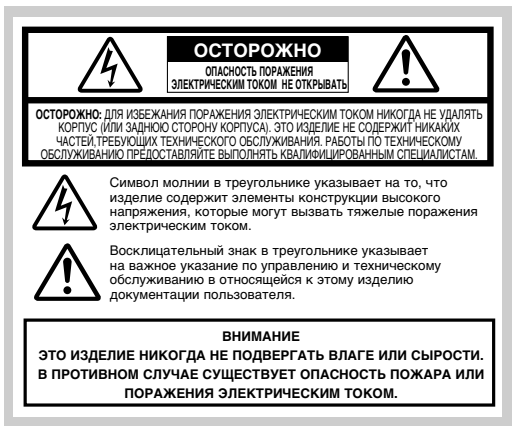 ОСТОРОЖНО
ОПАСНОСТЬ ПОРАЖЕНИЯ
ЭЛЕКТРИЧЕСКИМ ТОКОМ НЕ ОТКРЫВАТЬ
ОСТОРОЖНО: ДЛЯ ИЗБЕЖАНИЯ ПОРАЖЕНИЯ ЭЛЕКТРИЧЕСКИМ ТОКОМ НИКОГДА НЕ УДАЛЯТЬ
КОРПУС (ИЛИ ЗАДНЮЮ СТОРОНУ КОРПУСА). ЭТО ИЗДЕЛИЕ НЕ СОДЕРЖИТ НИКАКИХ
ЧАСТЕЙ,ТРЕБУЮЩИХ ТЕХНИЧЕСКОГО ОБСЛУЖИВАНИЯ. РАБОТЫ ПО ТЕХНИЧЕСКОМУ
ОБСЛУЖИВАНИЮ ПРЕДОСТАВЛЯЙТЕ ВЫПОЛНЯТЬ КВАЛИФИЦИРОВАННЫМ СПЕЦИАЛИСТАМ.
Символ молнии в треугольнике указывает на то, что
изделие содержит элементы конструкции высокого
напряжения, которые могут вызвать тяжелые поражения
электрическим током.
Восклицательный знак в треугольнике указывает
на важное указание по управлению и техническому
обслуживанию в относящейся к этому изделию
документации пользователя.
ВНИМАНИЕ
ЭТО ИЗДЕЛИЕ НИКОГДА НЕ ПОДВЕРГАТЬ ВЛАГЕ ИЛИ СЫРОСТИ.
В ПРОТИВНОМ СЛУЧАЕ СУЩЕСТВУЕТ ОПАСНОСТЬ ПОЖАРА ИЛИ
ПОРАЖЕНИЯ ЭЛЕКТРИЧЕСКИМ ТОКОМ.